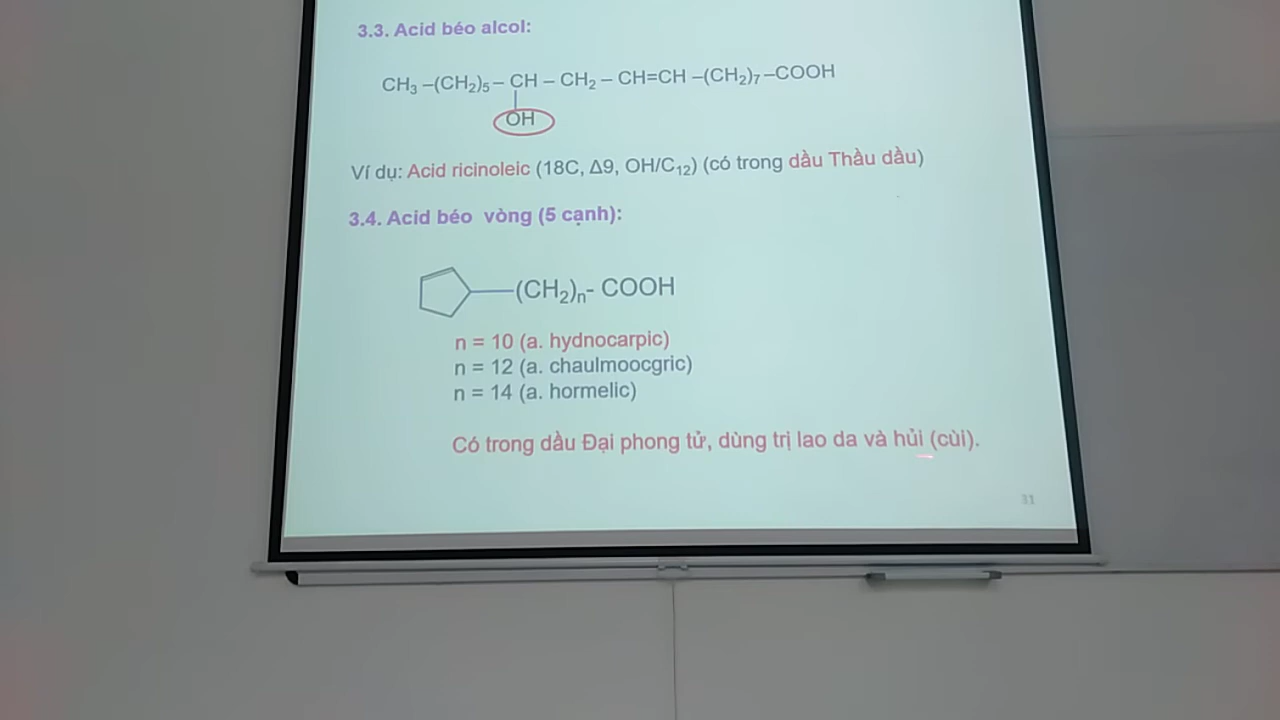 3.3. Acid béo alcol:
CH₃ –(CH₂)₅– CH – CH₂ – CH=CH –(CH₂)₇–COOH
OH
Ví dụ: Acid ricinoleic (18C, Δ9, OH/C₁₂) (có trong dầu Thầu dầu)
3.4. Acid béo vòng (5 cạnh):
(CH₂)ₙ- COOH
n = 10 (a. hydnocarpic)
n = 12 (a. chaulmoocgric)
n = 14 (a. hormelic)
Có trong dầu Đại phong tử, dùng trị lao da và hủi (cùi).
31